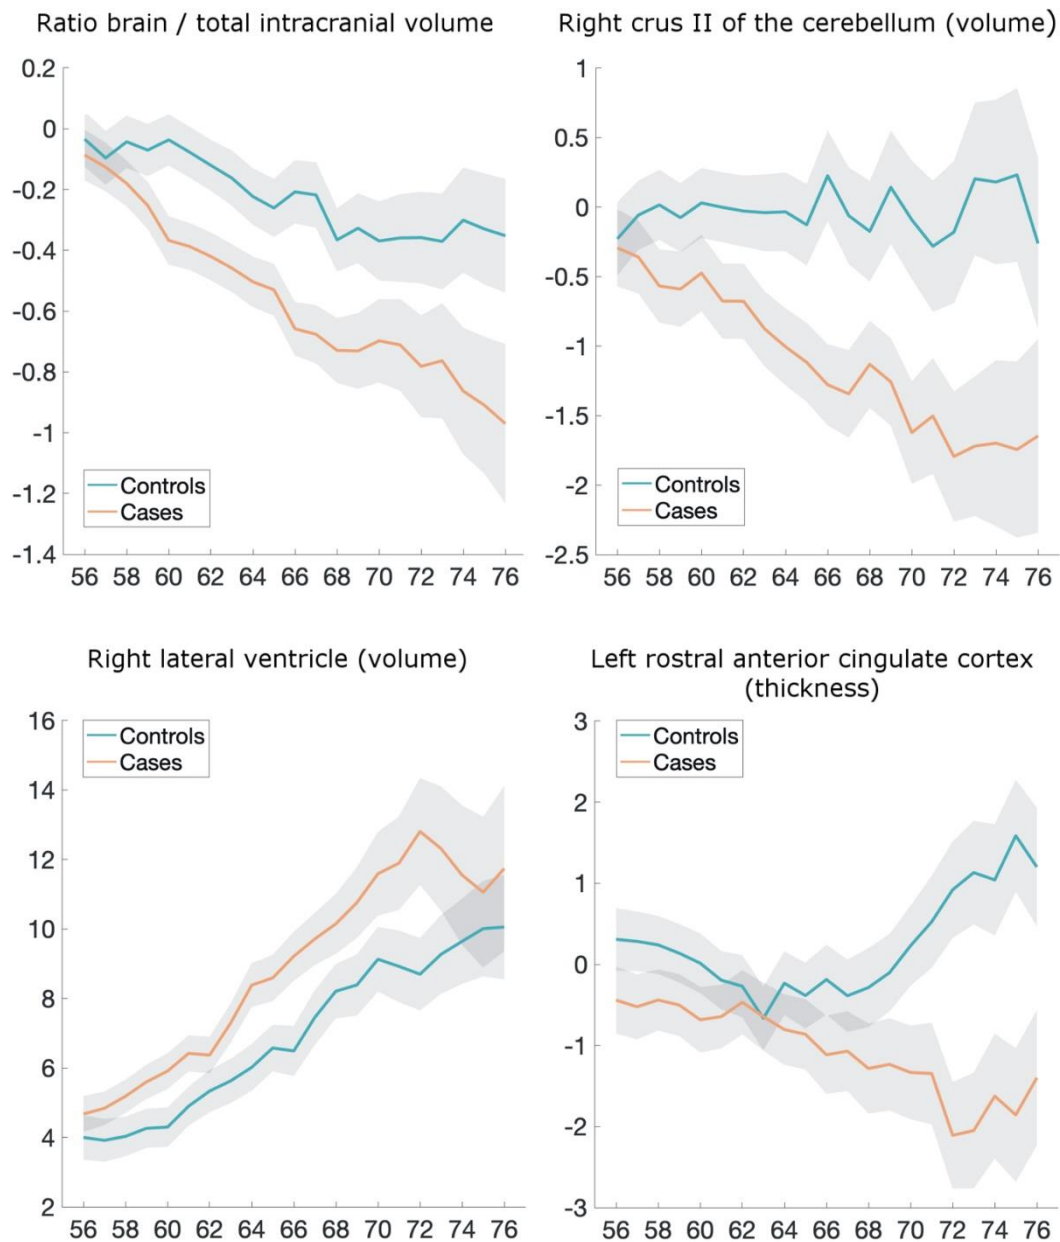 Ratio brain / total intracranial volume
0.2
0
-0.2
-0.4
-0.6
-0.8
-1
-1.2
-1.4
Controls
Cases
56 58 60 62 64 66 68 70 72 74 76
Right crus II of the cerebellum (volume)
1
0.5
0
-0.5
-1
-1.5
-2
-2.5
Controls
Cases
56 58 60 62 64 66 68 70 72 74 76
Right lateral ventricle (volume)
16
14
12
10
8
6
4
2
Controls
Cases
56 58 60 62 64 66 68 70 72 74 76
Left rostral anterior cingulate cortex
(thickness)
3
2
1
0
-1
-2
-3
Controls
Cases
56 58 60 62 64 66 68 70 72 74 76